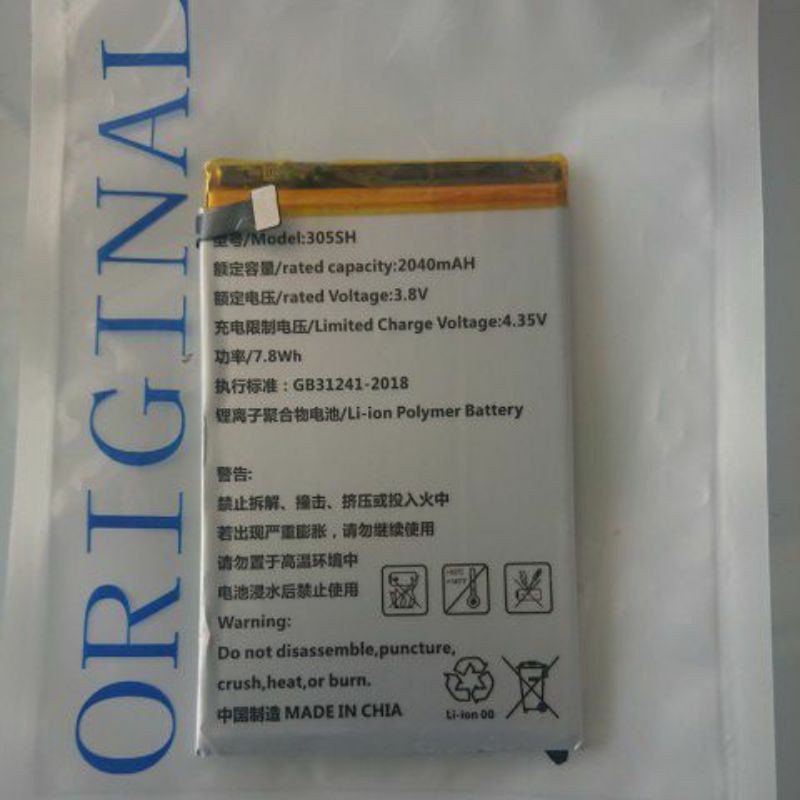 ORIGINAL
型号/Model:305SH
额定容量/rated capacity:2040mAH
额定电压/rated Voltage:3.8V
充电限制电压/Limited Charge Voltage:4.35V
功率/7.8Wh
执行标准：GB31241-2018
锂离子聚合物电池/Li-ion Polymer Battery
警告:
禁止拆解、撞击、挤压或投入火中
若出现严重膨胀，请勿继续使用
请勿置于高温环境中
电池浸水后禁止使用
Warning:
Do not disassemble,puncture,
crush,heat,or burn.
中国制造 MADE IN CHIA
Li-ion 00